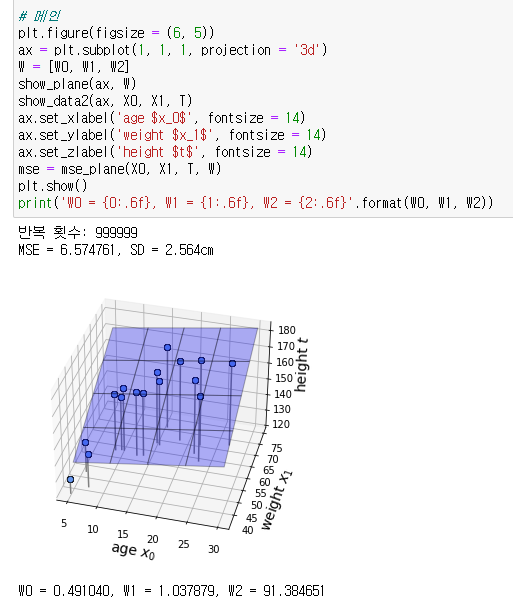 # 메인
plt.figure(figsize = (6, 5))
ax = plt.subplot(1, 1, 1, projection = '3d')
W = [W0, W1, W2]
show_plane(ax, W)
show_data2(ax, X0, X1, T)
ax.set_xlabel('age $x_0$', fontsize = 14)
ax.set_ylabel('weight $x_1$', fontsize = 14)
ax.set_zlabel('height $t$', fontsize = 14)
mse = mse_plane(X0, X1, T, W)
plt.show()
print('W0 = {0:.6f}, W1 = {1:.6f}, W2 = {2:.6f}'.format(W0, W1, W2))
반복 횟수: 999999
MSE = 6.574761, SD = 2.564cm
180
170
160
150
140
130
120
height t
75
70
65
60
55
50
45
40
weight x₁
5
10
15
20
25
30
age x₀
W0 = 0.491040, W1 = 1.037879, W2 = 91.384651